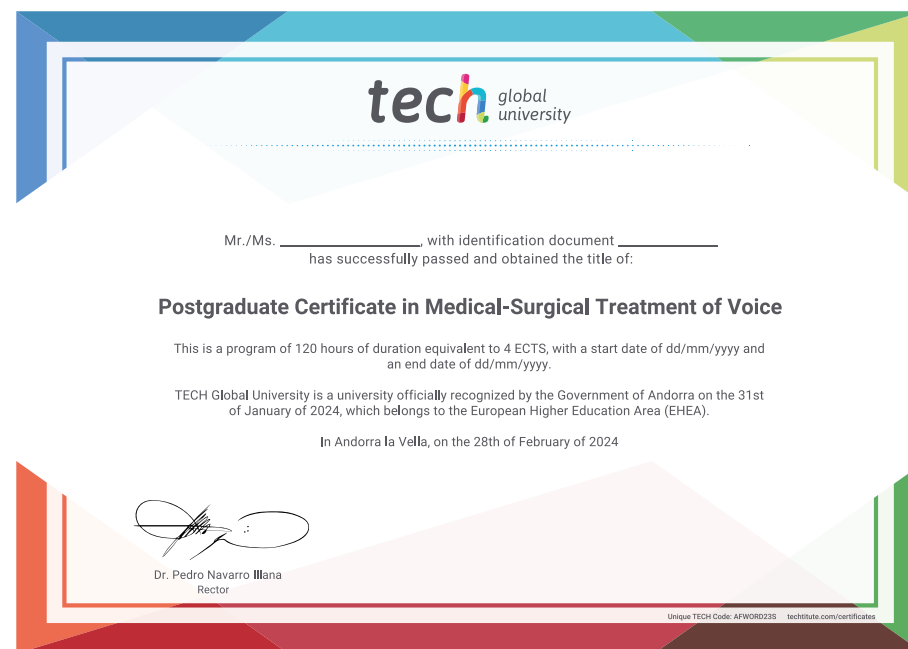 tech global university
Mr./Ms. ____________________, with identification document ______________
has successfully passed and obtained the title of:
Postgraduate Certificate in Medical-Surgical Treatment of Voice
This is a program of 120 hours of duration equivalent to 4 ECTS, with a start date of dd/mm/yyyy and
an end date of dd/mm/yyyy.
TECH Global University is a university officially recognized by the Government of Andorra on the 31st
of January of 2024, which belongs to the European Higher Education Area (EHEA).
In Andorra la Vella, on the 28th of February of 2024
Dr. Pedro Navarro Illana
Rector
Unique TECH Code: AFWORD23S techtitute.com/certificates